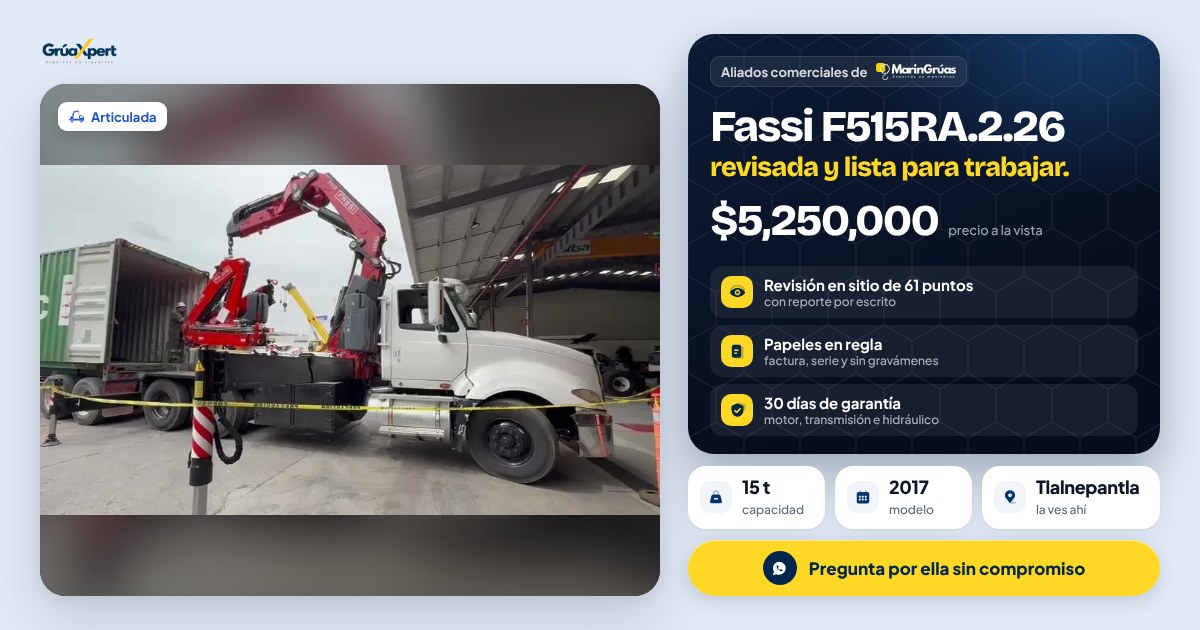 GrúaXpert
Articulada
Aliados comerciales de MarinGrúas
Fassi F515RA.2.26
revisada y lista para trabajar.
$5,250,000 precio a la vista
Revisión en sitio de 61 puntos
con reporte por escrito
Papeles en regla
factura, serie y sin gravámenes
30 días de garantía
motor, transmisión e hidráulico
15 t
capacidad
2017
modelo
Tlalnepantla
la ves ahí
Pregunta por ella sin compromiso